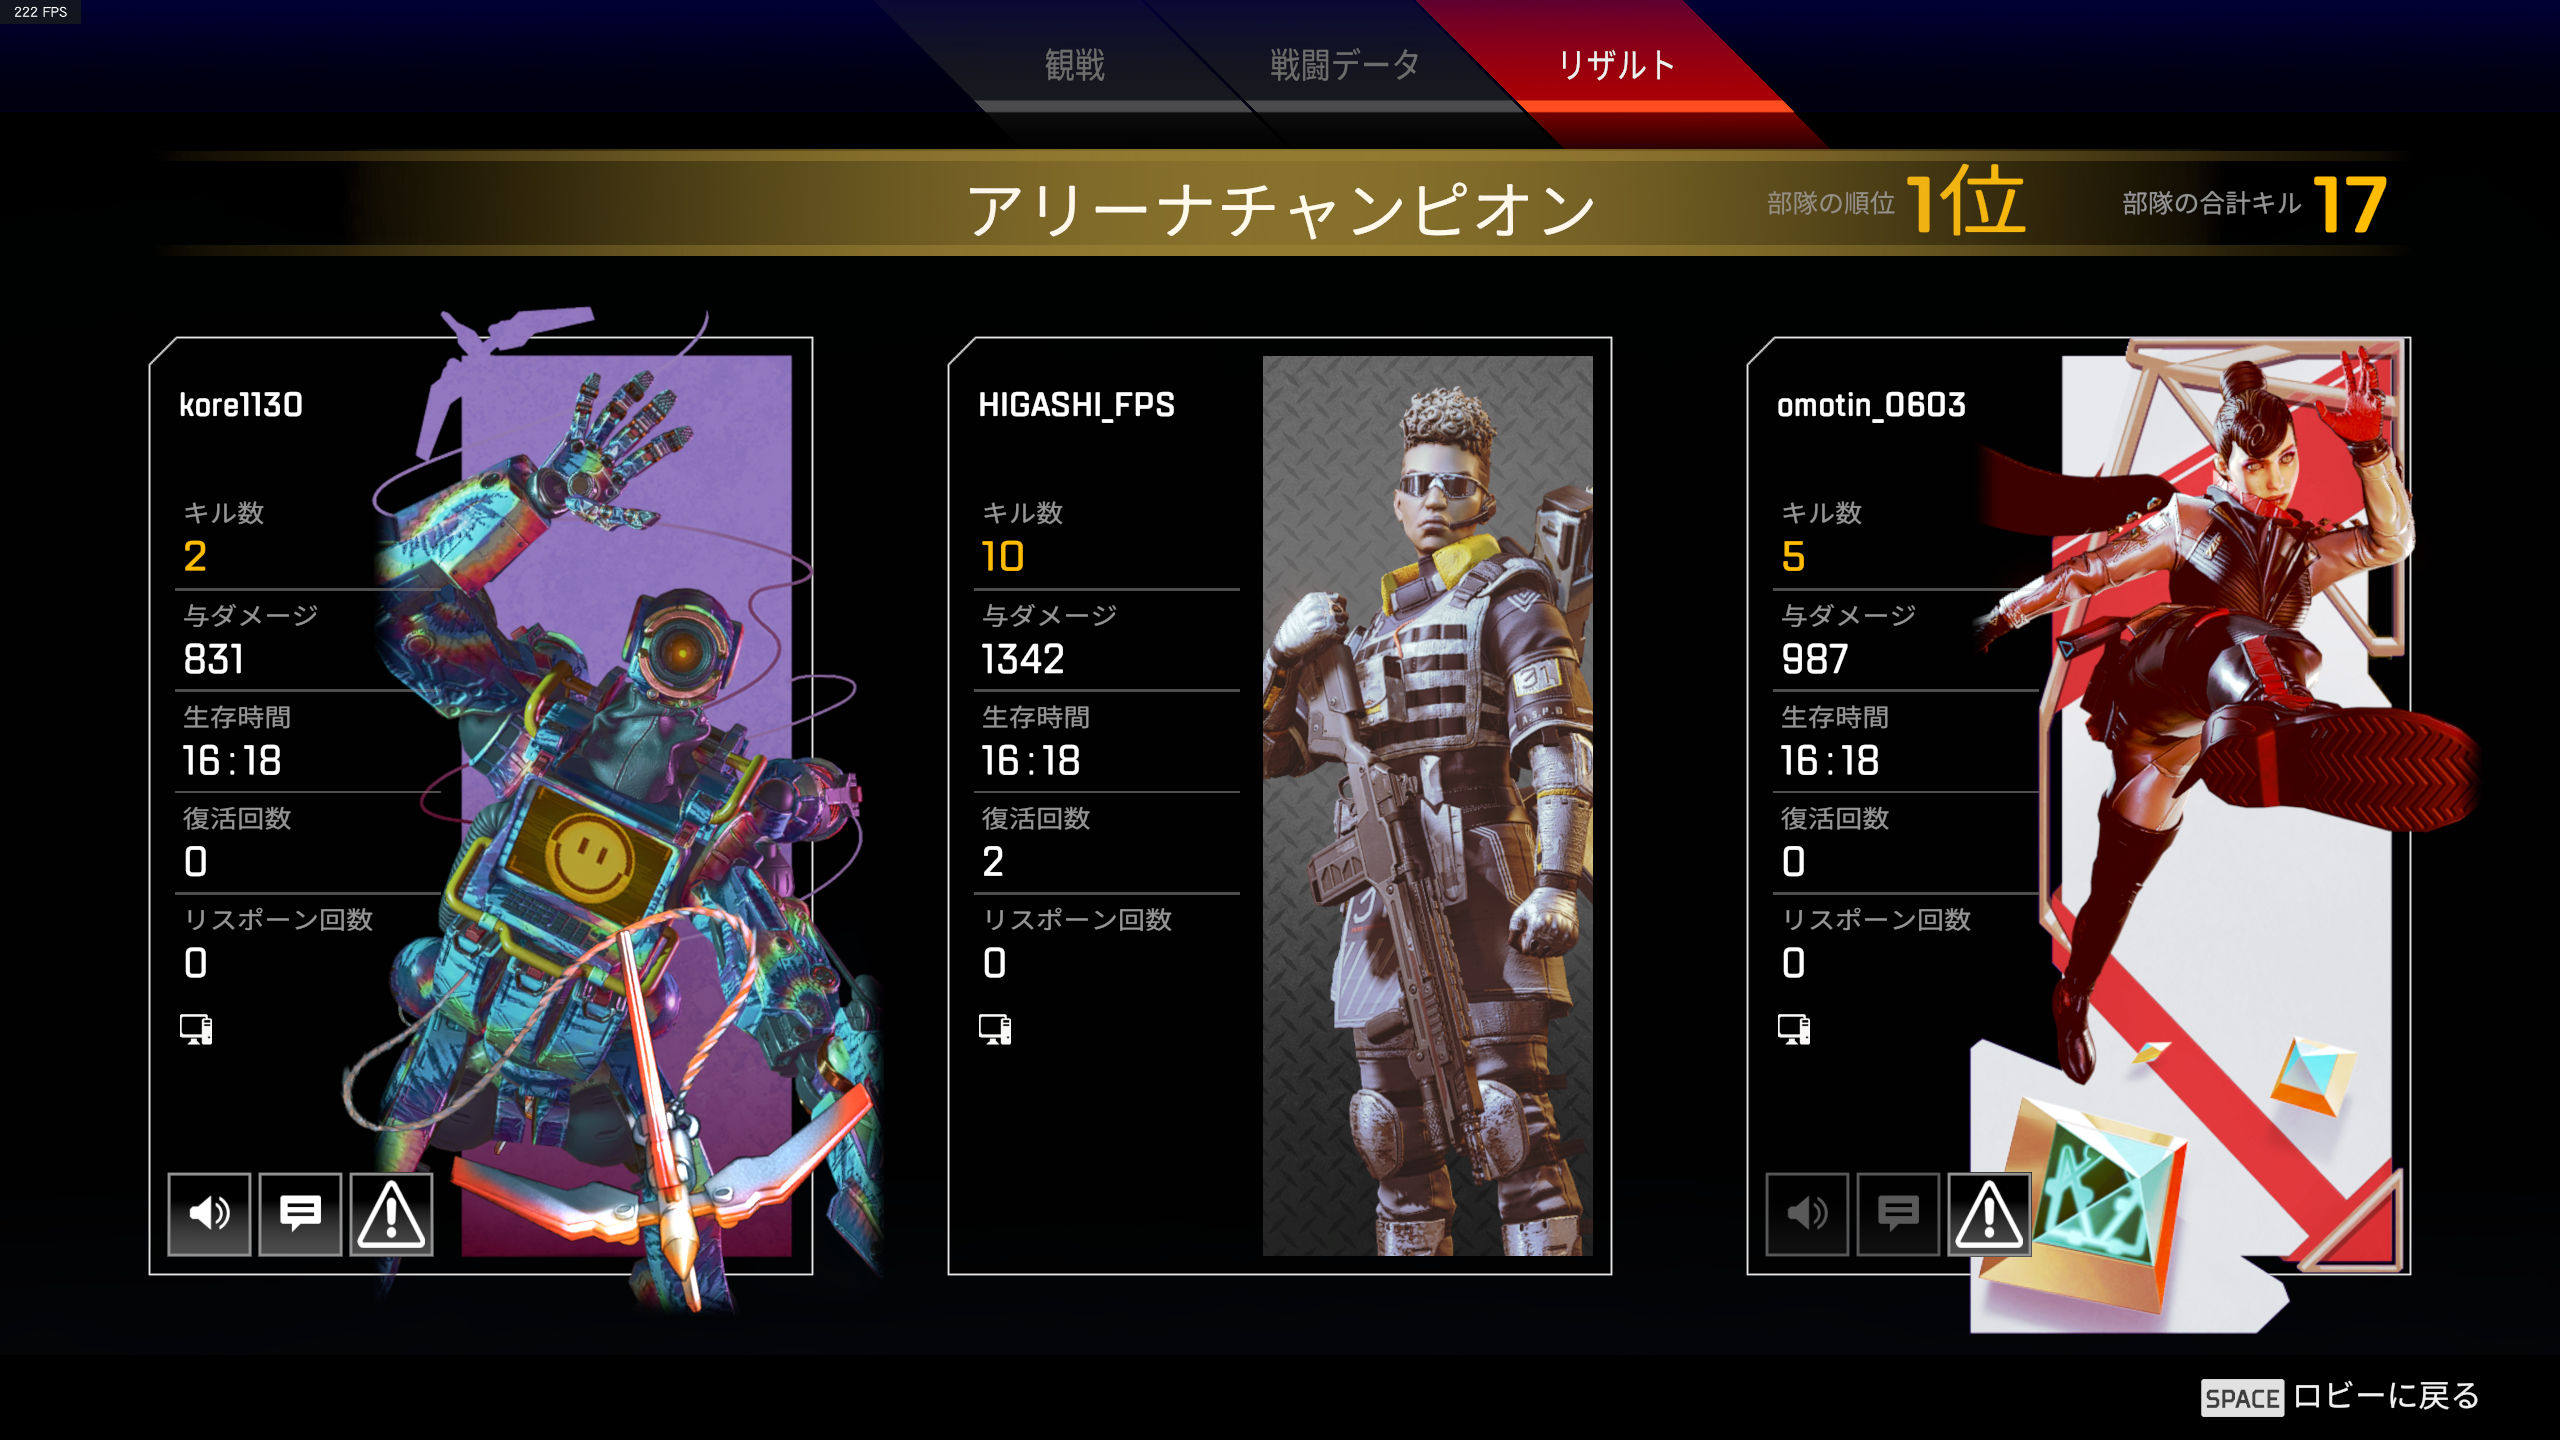 222 FPS
観戦
戦闘データ
リザルト
アリーナチャンピオン
部隊の順位 1位
部隊の合計キル 17
kore1130
キル数
2
与ダメージ
831
生存時間
16:18
復活回数
0
リスポーン回数
0
HIGASHI_FPS
キル数
10
与ダメージ
1342
生存時間
16:18
復活回数
2
リスポーン回数
0
omotin_0603
キル数
5
与ダメージ
987
生存時間
16:18
復活回数
0
リスポーン回数
0
SPACE ロビーに戻る